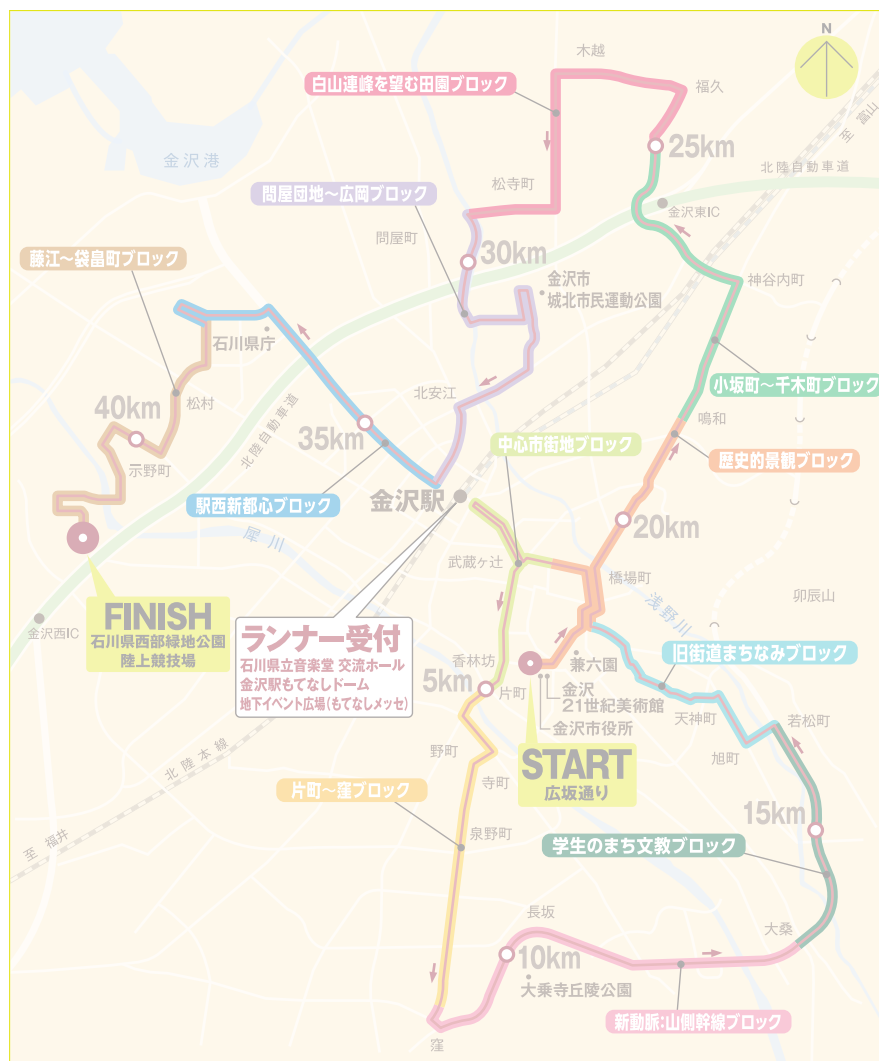 N
木越
福久
白山連峰を望む田園ブロック
至 富山
25km
金沢港
北陸自動車道
松寺町
問屋団地～広岡ブロック
金沢東IC
問屋町
30km
藤江～袋畠町ブロック
金沢市
城北市民運動公園
神谷内町
石川県庁
北安江
小坂町～千木町ブロック
松村
40km
北陸自動車道
35km
鳴和
中心市街地ブロック
歴史的景観ブロック
示野町
駅西新都心ブロック
金沢駅
20km
犀川
武蔵ヶ辻
橋場町
浅野川
卯辰山
FINISH
石川県西部緑地公園
陸上競技場
金沢西IC
ランナー受付
石川県立音楽堂 交流ホール
金沢駅もてなしドーム
地下イベント広場(もてなしメッセ)
香林坊
兼六園
旧街道まちなみブロック
5km
片町
金沢
21世紀美術館
金沢市役所
天神町
若松町
北陸本線
野町
旭町
START
広坂通り
寺町
片町～窪ブロック
15km
泉野町
至 福井
学生のまち文教ブロック
長坂
大桑
10km
大乗寺丘陵公園
新動脈:山側幹線ブロック
窪